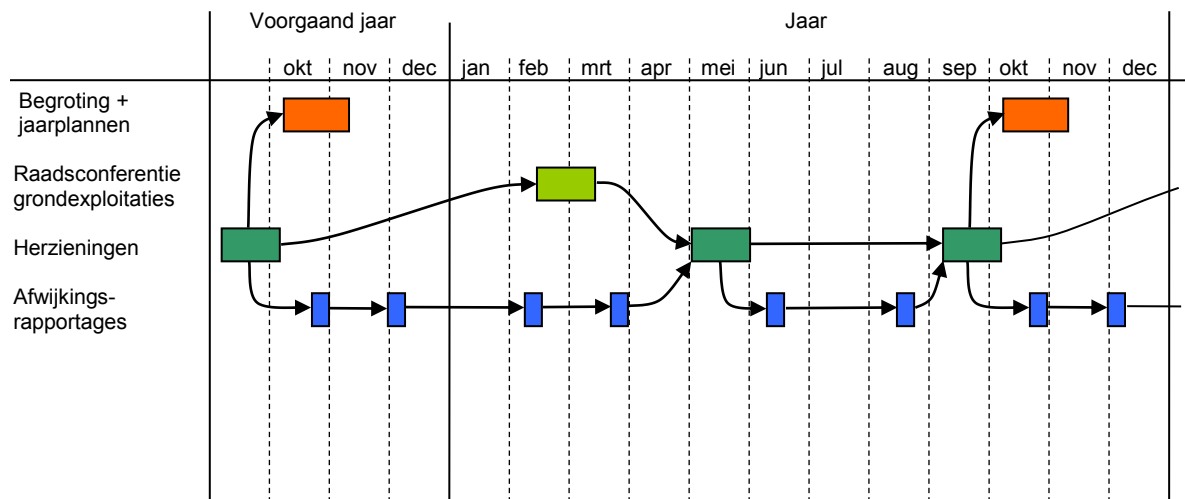 Voorgaand jaar
Jaar
okt nov dec jan feb mrt apr mei jun jul aug sep okt nov dec
Begroting +
jaarplannen
Raadsconferentie
grondexploitaties
Herzieningen
Afwijkings-
rapportages